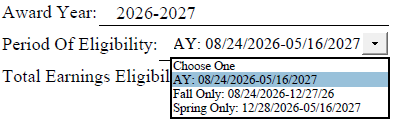 Award Year: 2026-2027
Period Of Eligibility: AY: 08/24/2026-05/16/2027
Total Earnings Eligibil
Choose One
AY: 08/24/2026-05/16/2027
Fall Only: 08/24/2026-12/27/26
Spring Only: 12/28/2026-05/16/2027